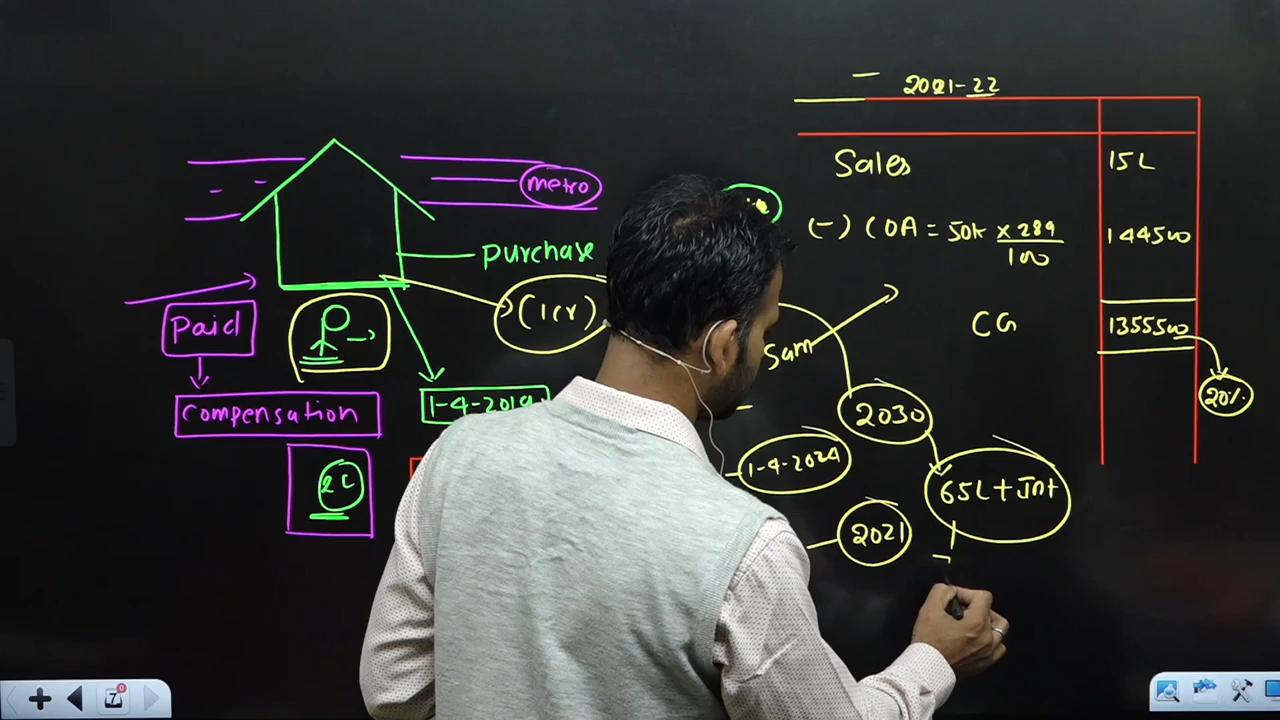 2021-22
Sales 15L
(-) COA = 50k × 289 / 100 144500
CG 1355500
20%
metro
purchase
(1cr)
paid
compensation
2L
1-4-2019
Sam
2030
1-4-2024
65L + Int
2021
7